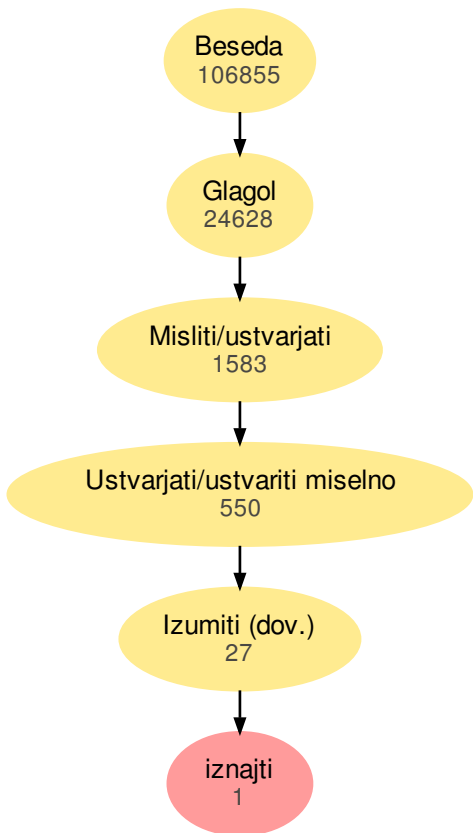 Beseda
106855
Glagol
24628
Misliti/ustvarjati
1583
Ustvarjati/ustvariti miselno
550
Izumiti (dov.)
27
iznajti
1